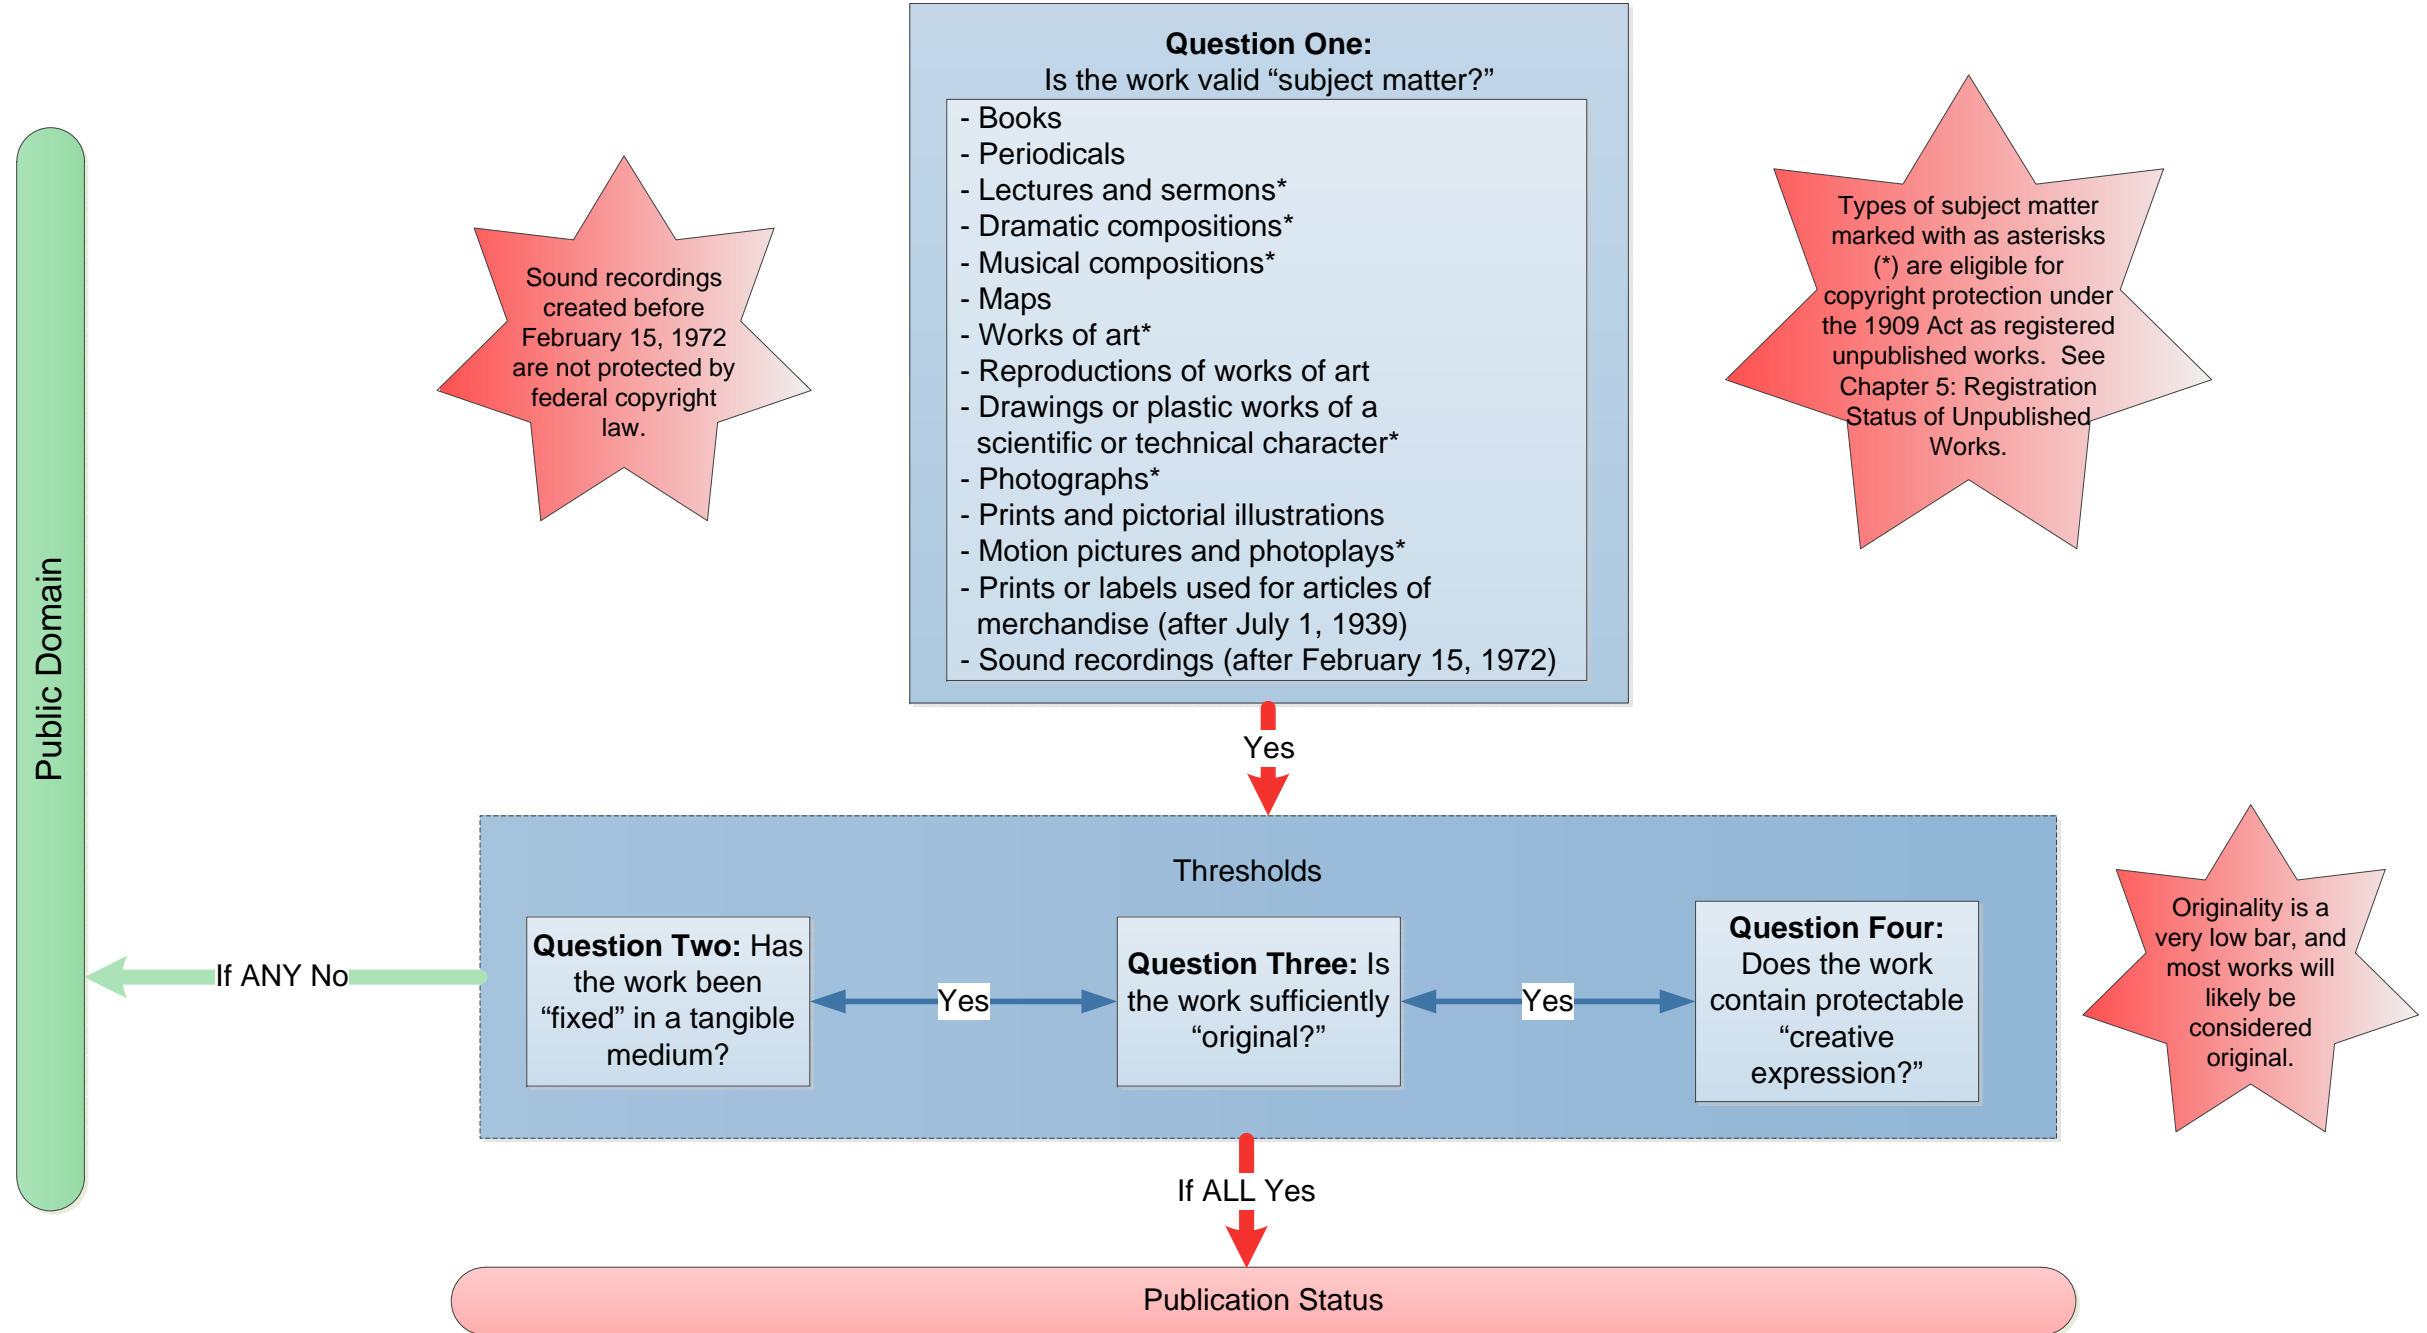 Question One:
Is the work valid “subject matter?”
- Books
- Periodicals
- Lectures and sermons*
- Dramatic compositions*
- Musical compositions*
- Maps
- Works of art*
- Reproductions of works of art
- Drawings or plastic works of a
scientific or technical character*
- Photographs*
- Prints and pictorial illustrations
- Motion pictures and photoplays*
- Prints or labels used for articles of
merchandise (after July 1, 1939)
- Sound recordings (after February 15, 1972)
Sound recordings
created before
February 15, 1972
are not protected by
federal copyright
law.
Types of subject matter
marked with as asterisks
(*) are eligible for
copyright protection under
the 1909 Act as registered
unpublished works.  See
Chapter 5: Registration
Status of Unpublished
Works.
Public Domain
Yes
Thresholds
Question Two: Has
the work been
“fixed” in a tangible
medium?
Yes
Question Three: Is
the work sufficiently
“original?”
Yes
Question Four:
Does the work
contain protectable
“creative
expression?”
Originality is a
very low bar, and
most works will
likely be
considered
original.
If ANY No
If ALL Yes
Publication Status